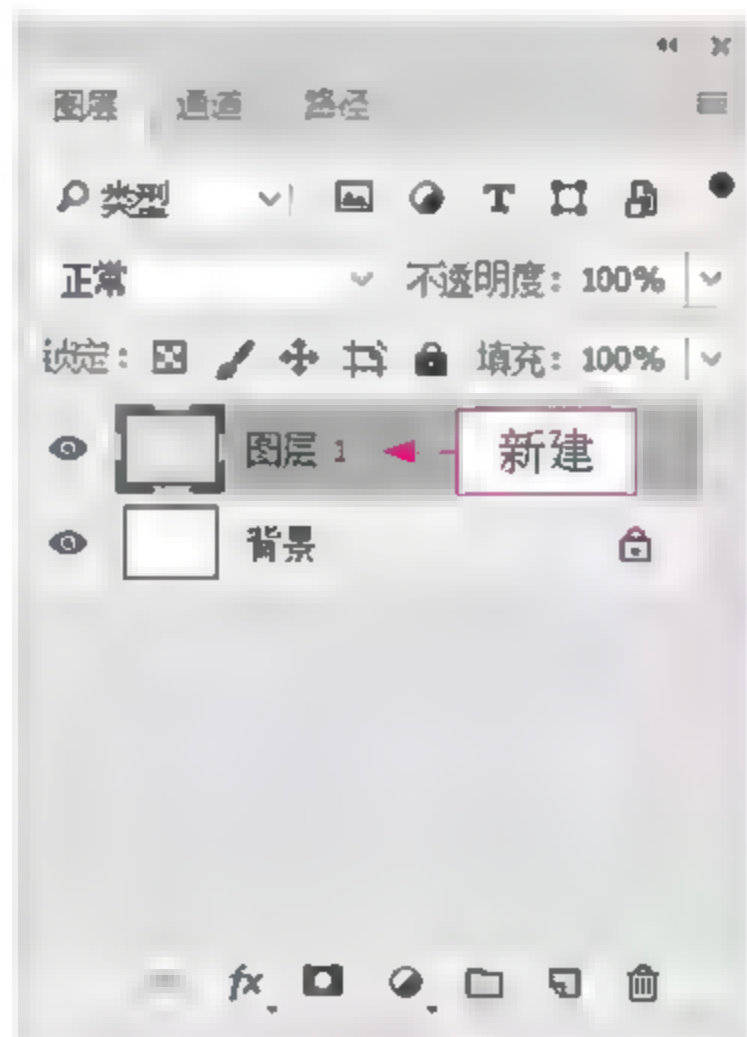 图层 通道 路径
类型
正常 不透明度: 100%
锁定: 填充: 100%
图层 1 新建
背景
fx